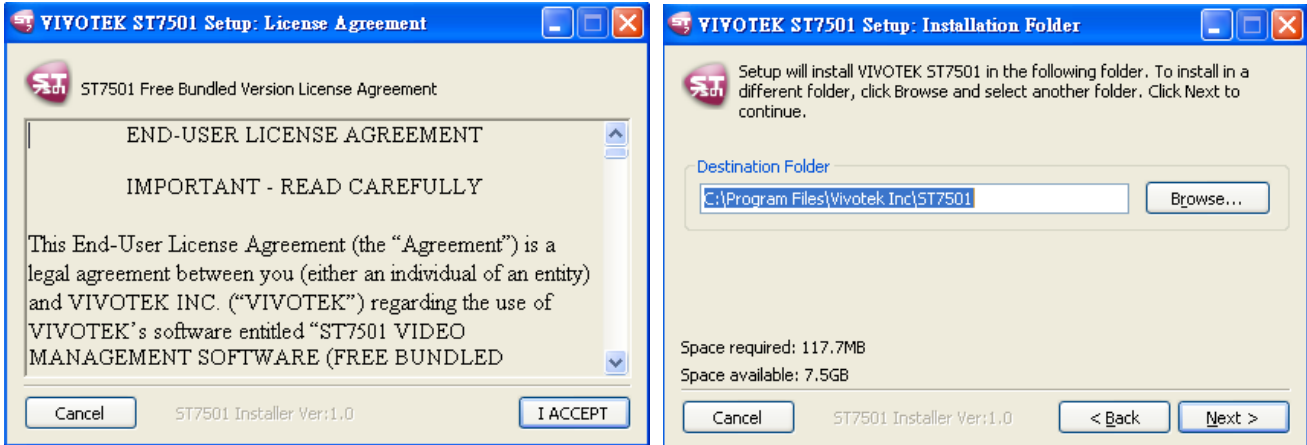 VIVOTEK ST7501 Setup: License Agreement
ST7501 Free Bundled Version License Agreement
END-USER LICENSE AGREEMENT
IMPORTANT - READ CAREFULLY
This End-User License Agreement (the “Agreement”) is a
legal agreement between you (either an individual of an entity)
and VIVOTEK INC. (“VIVOTEK”) regarding the use of
VIVOTEK’s software entitled “ST7501 VIDEO
MANAGEMENT SOFTWARE (FREE BUNDLED
Cancel
ST7501 Installer Ver:1.0
I ACCEPT
VIVOTEK ST7501 Setup: Installation Folder
Setup will install VIVOTEK ST7501 in the following folder. To install in a
different folder, click Browse and select another folder. Click Next to
continue.
Destination Folder
C:\Program Files\Vivotek Inc\ST7501
Browse...
Space required: 117.7MB
Space available: 7.5GB
Cancel
ST7501 Installer Ver:1.0
< Back
Next >